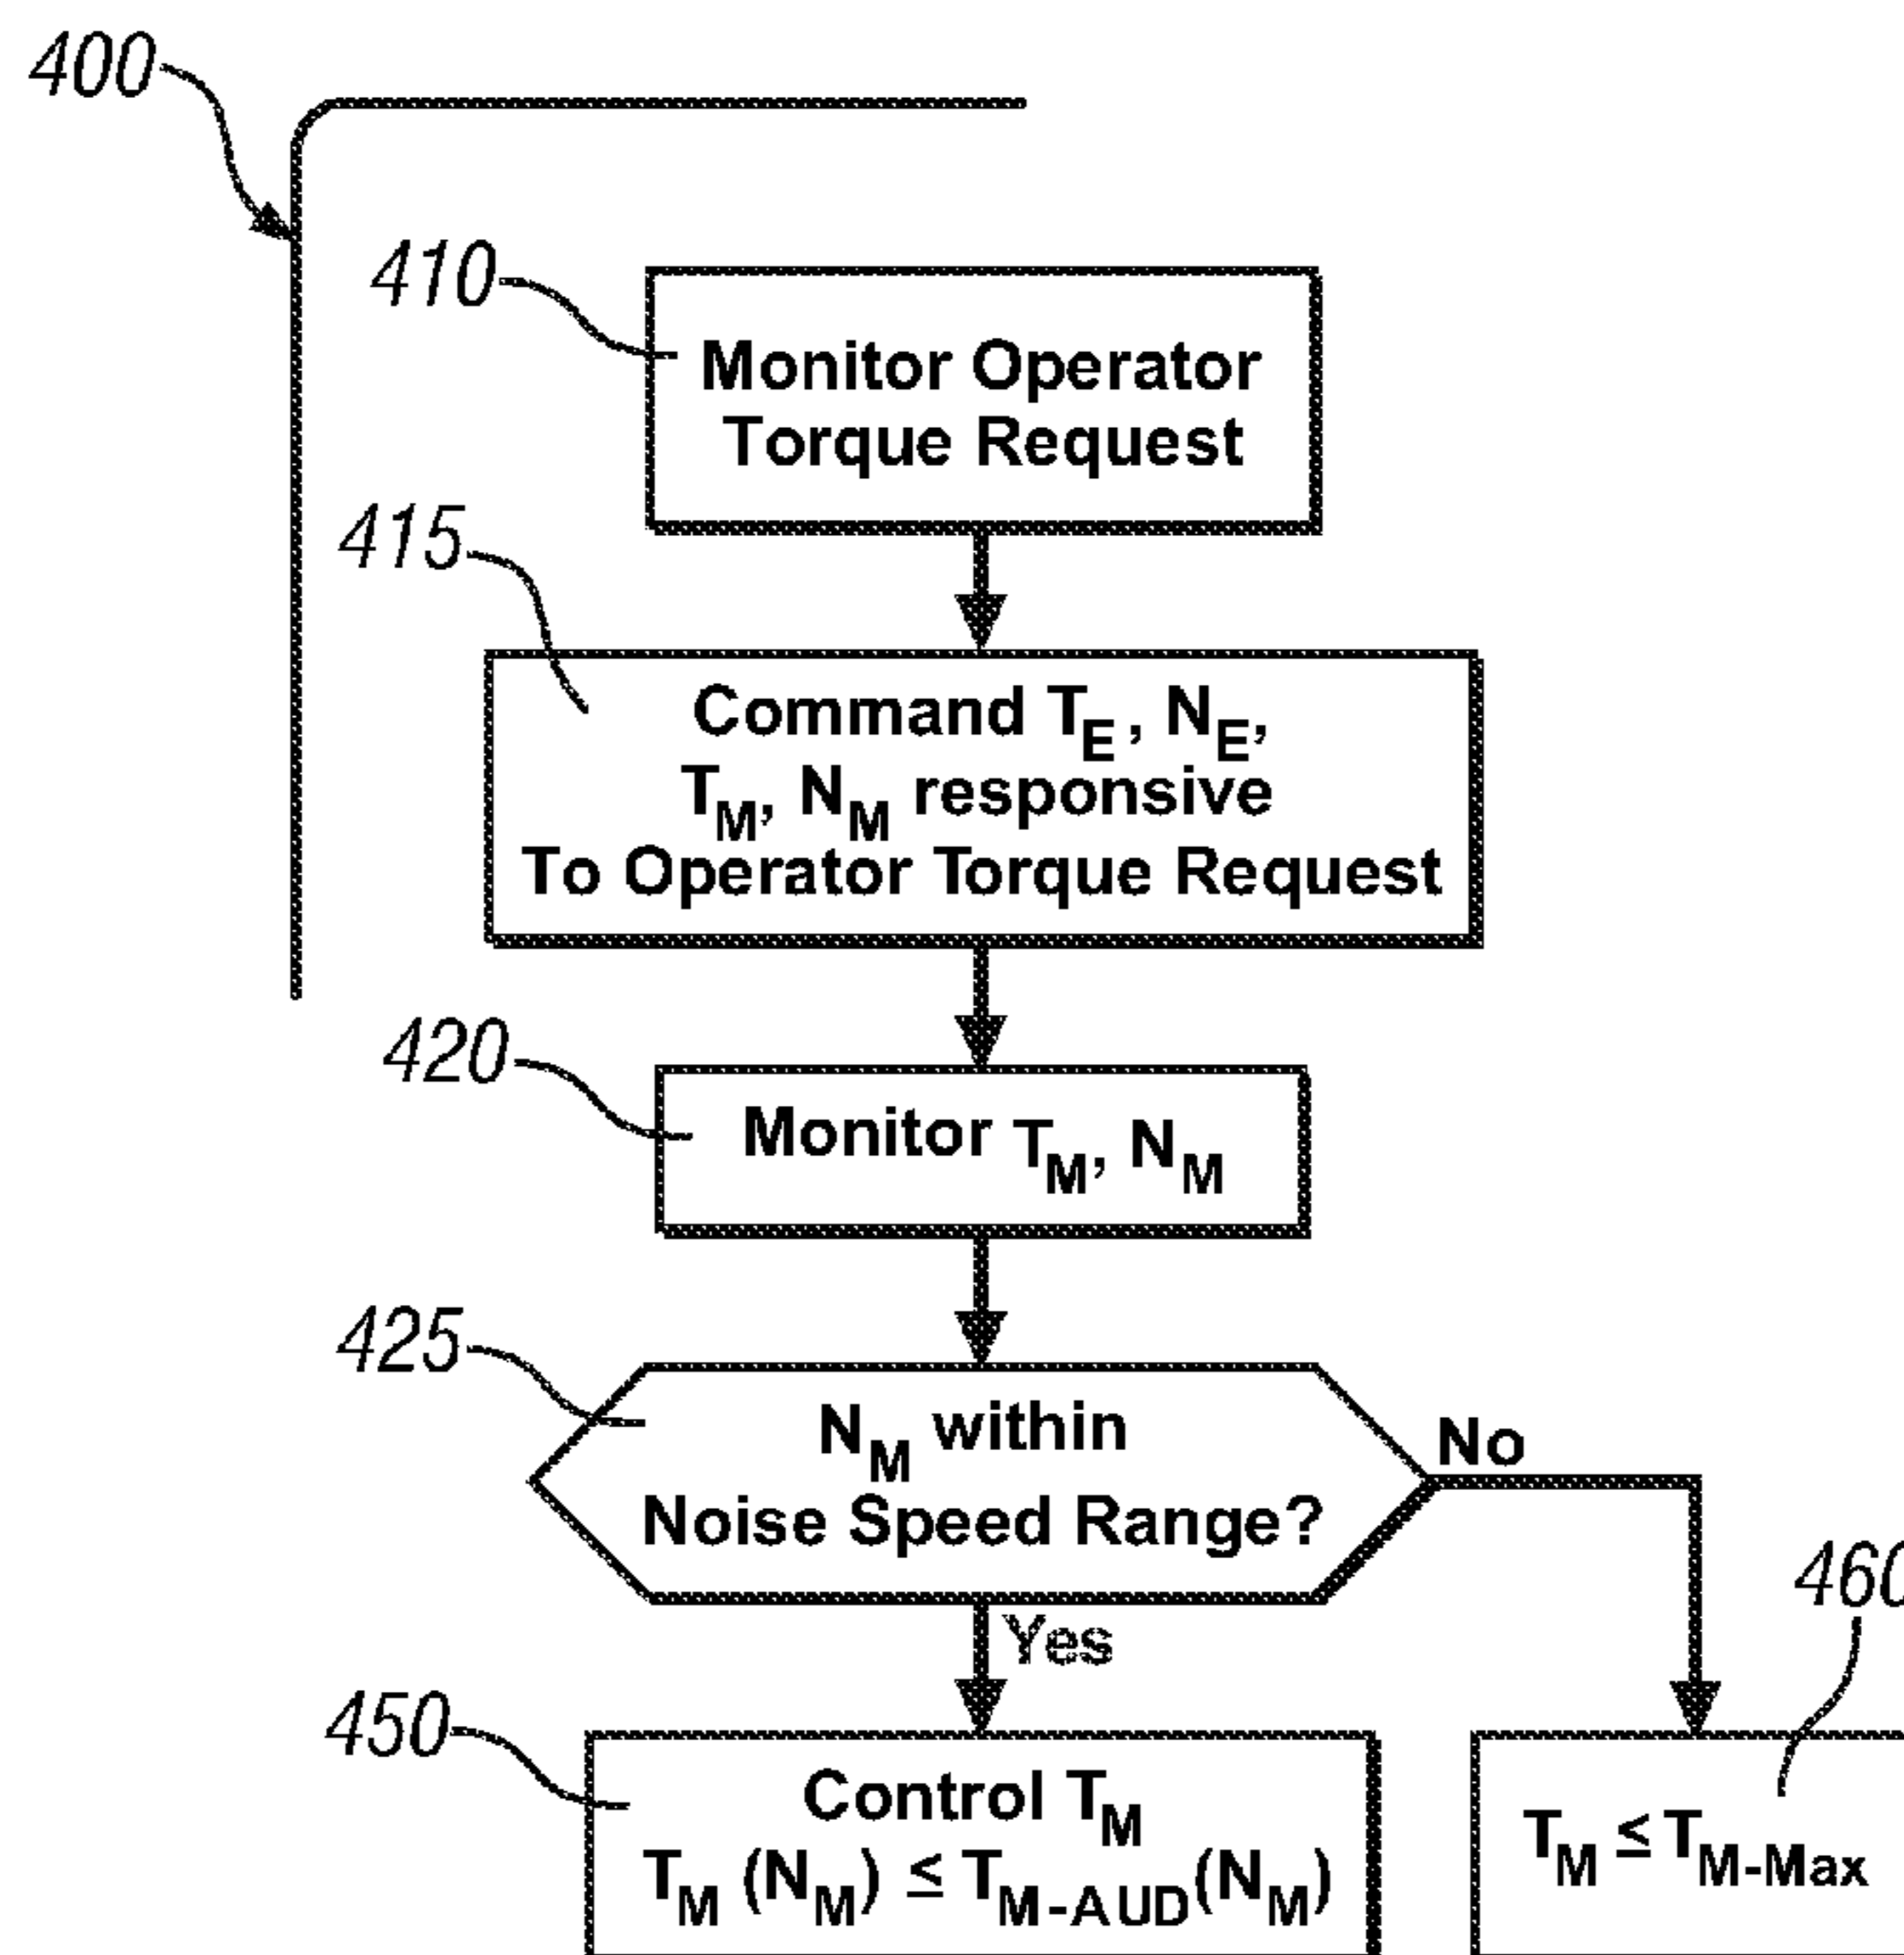 400
410
Monitor Operator
Torque Request
415
Command T_E, N_E,
T_M, N_M responsive
To Operator Torque Request
420
Monitor T_M, N_M
425
N_M within
Noise Speed Range?
No
Yes
460
450
Control T_M
T_M (N_M) ≤ T_M-AUD(N_M)
T_M ≤ T_M-Max